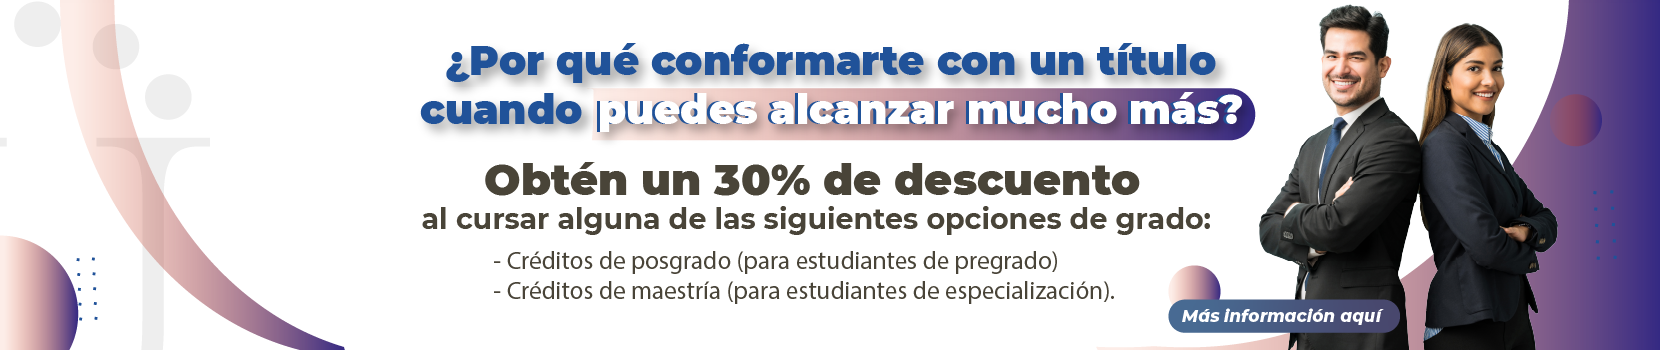 ¿Por qué conformarte con un título
cuando puedes alcanzar mucho más?
Obtén un 30% de descuento
al cursar alguna de las siguientes opciones de grado:
- Créditos de posgrado (para estudiantes de pregrado)
- Créditos de maestría (para estudiantes de especialización).
Más información aquí